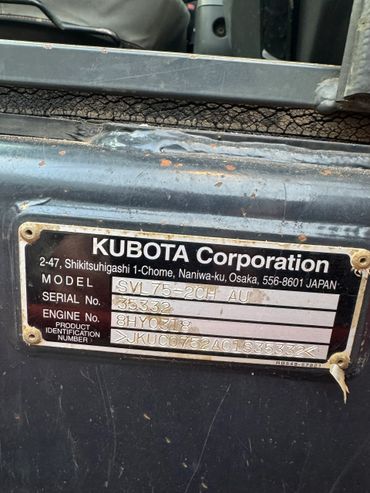 KUBOTA Corporation
2-47, Shikitsuhigashi 1-Chome, Naniwa-ku, Osaka, 556-8601 JAPAN
MODEL SVL75-2CH AU
SERIAL No. 35332
ENGINE No. 8HY0318
PRODUCT IDENTIFICATION NUMBER